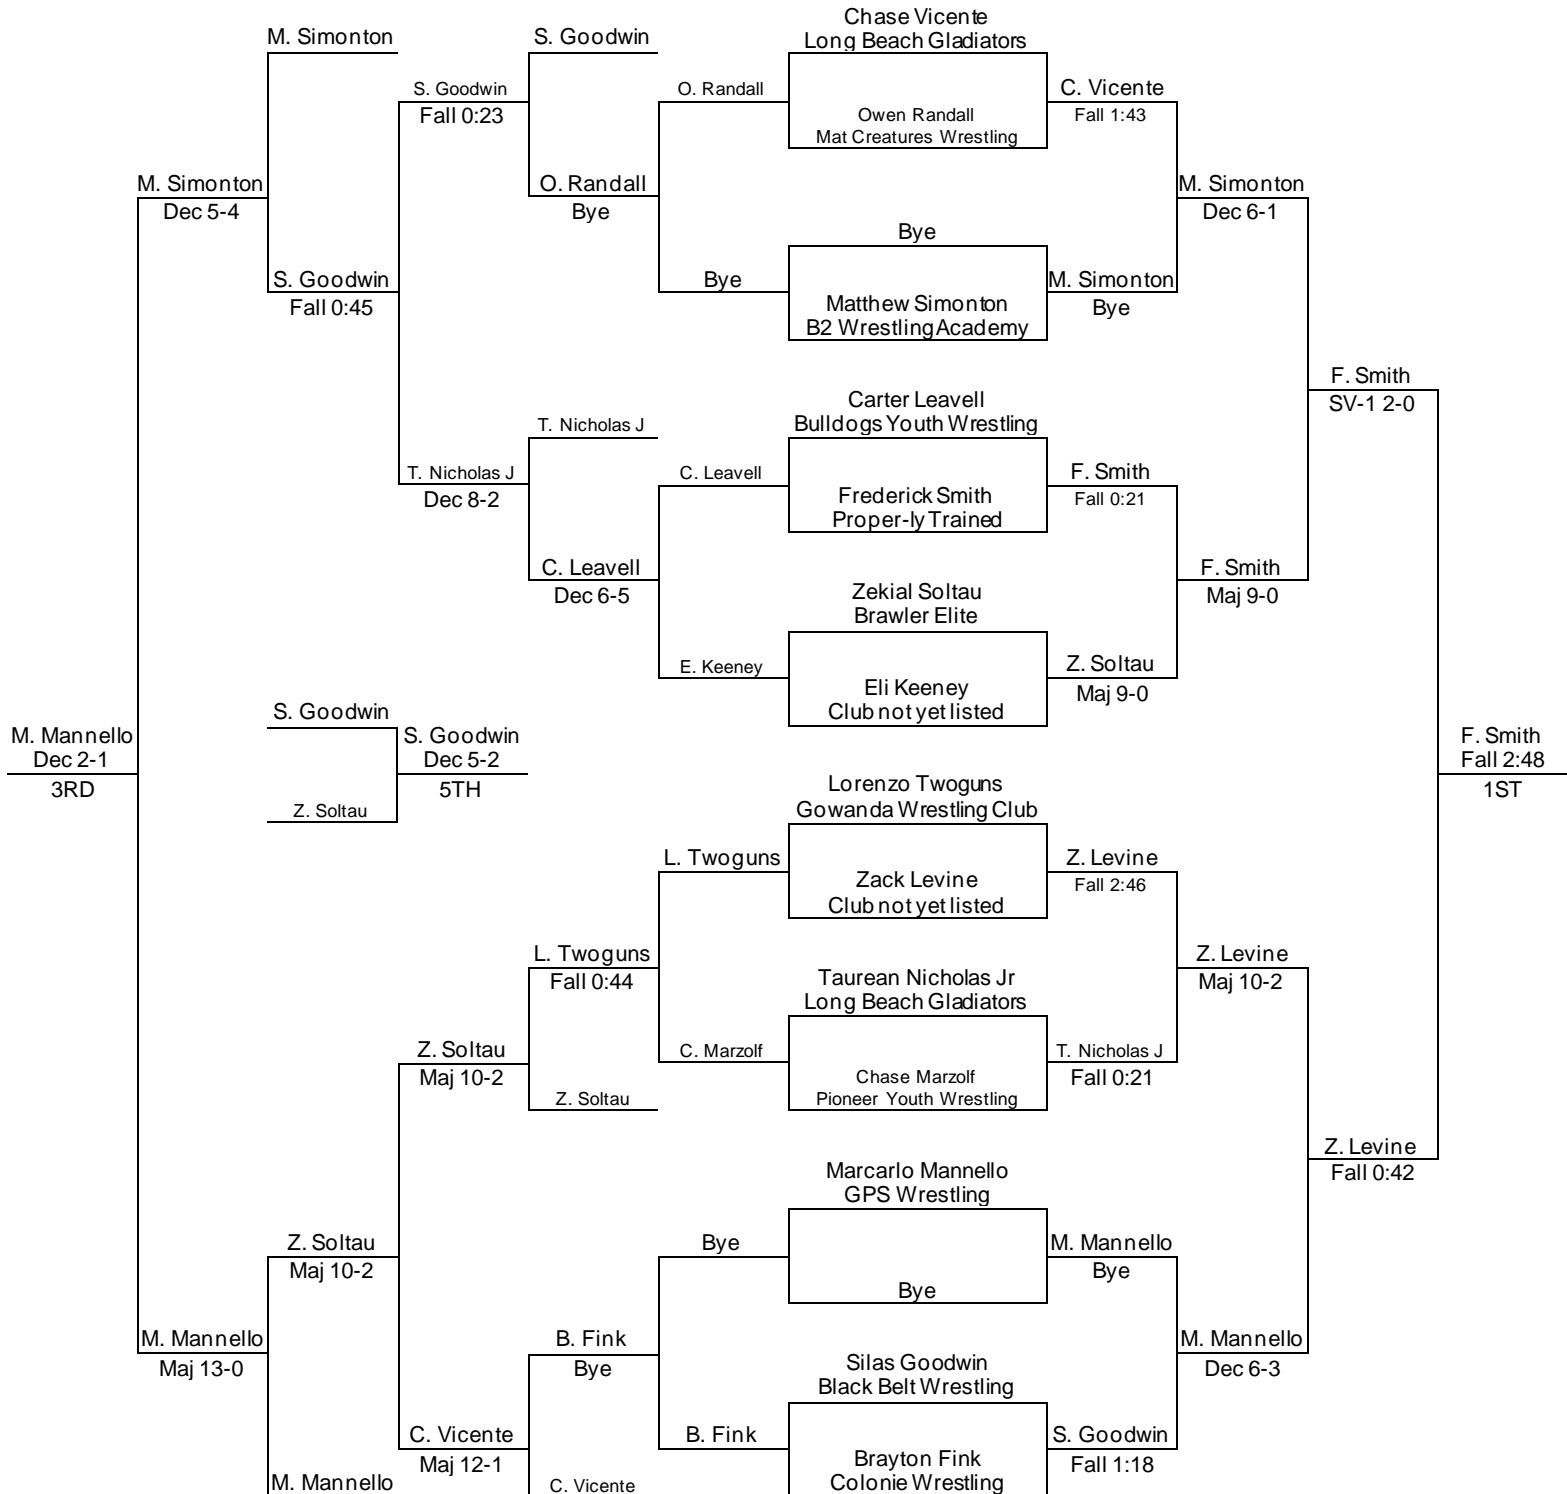 Chase Vicente
M. Simonton
S. Goodwin
Long Beach Gladiators
S. Goodwin
O. Randall
C. Vicente
Fall 0:23
Owen Randall
Fall 1:43
Mat Creatures Wrestling
M. Simonton
O. Randall
M. Simonton
Dec 5-4
Bye
Dec 6-1
Bye
S. Goodwin
Bye
M. Simonton
Fall 0:45
Matthew Simonton
Bye
B2 Wrestling Academy
F. Smith
Carter Leavell
SV-1 2-0
T. Nicholas J
Bulldogs Youth Wrestling
T. Nicholas J
C. Leavell
F. Smith
Dec 8-2
Frederick Smith
Fall 0:21
Proper-ly Trained
C. Leavell
F. Smith
Dec 6-5
Zekial Soltau
Maj 9-0
Brawler Elite
E. Keeney
Z. Soltau
Eli Keeney
Maj 9-0
Club not yet listed
S. Goodwin
M. Mannello
S. Goodwin
F. Smith
Dec 2-1
Dec 5-2
Fall 2:48
3RD
5TH
1ST
Z. Soltau
Lorenzo Twoguns
Gowanda Wrestling Club
L. Twoguns
Z. Levine
Zack Levine
Fall 2:46
Club not yet listed
L. Twoguns
Z. Levine
Fall 0:44
Taurean Nicholas Jr
Maj 10-2
Long Beach Gladiators
Z. Soltau
C. Marzolf
T. Nicholas J
Maj 10-2
Chase Marzolf
Fall 0:21
Z. Soltau
Pioneer Youth Wrestling
Z. Levine
Marcarlo Mannello
Fall 0:42
GPS Wrestling
Z. Soltau
Bye
M. Mannello
Maj 10-2
Bye
Bye
M. Mannello
B. Fink
M. Mannello
Maj 13-0
Bye
Silas Goodwin
Dec 6-3
Black Belt Wrestling
C. Vicente
B. Fink
S. Goodwin
Maj 12-1
Brayton Fink
Fall 1:18
M. Mannello
C. Vicente
Colonie Wrestling